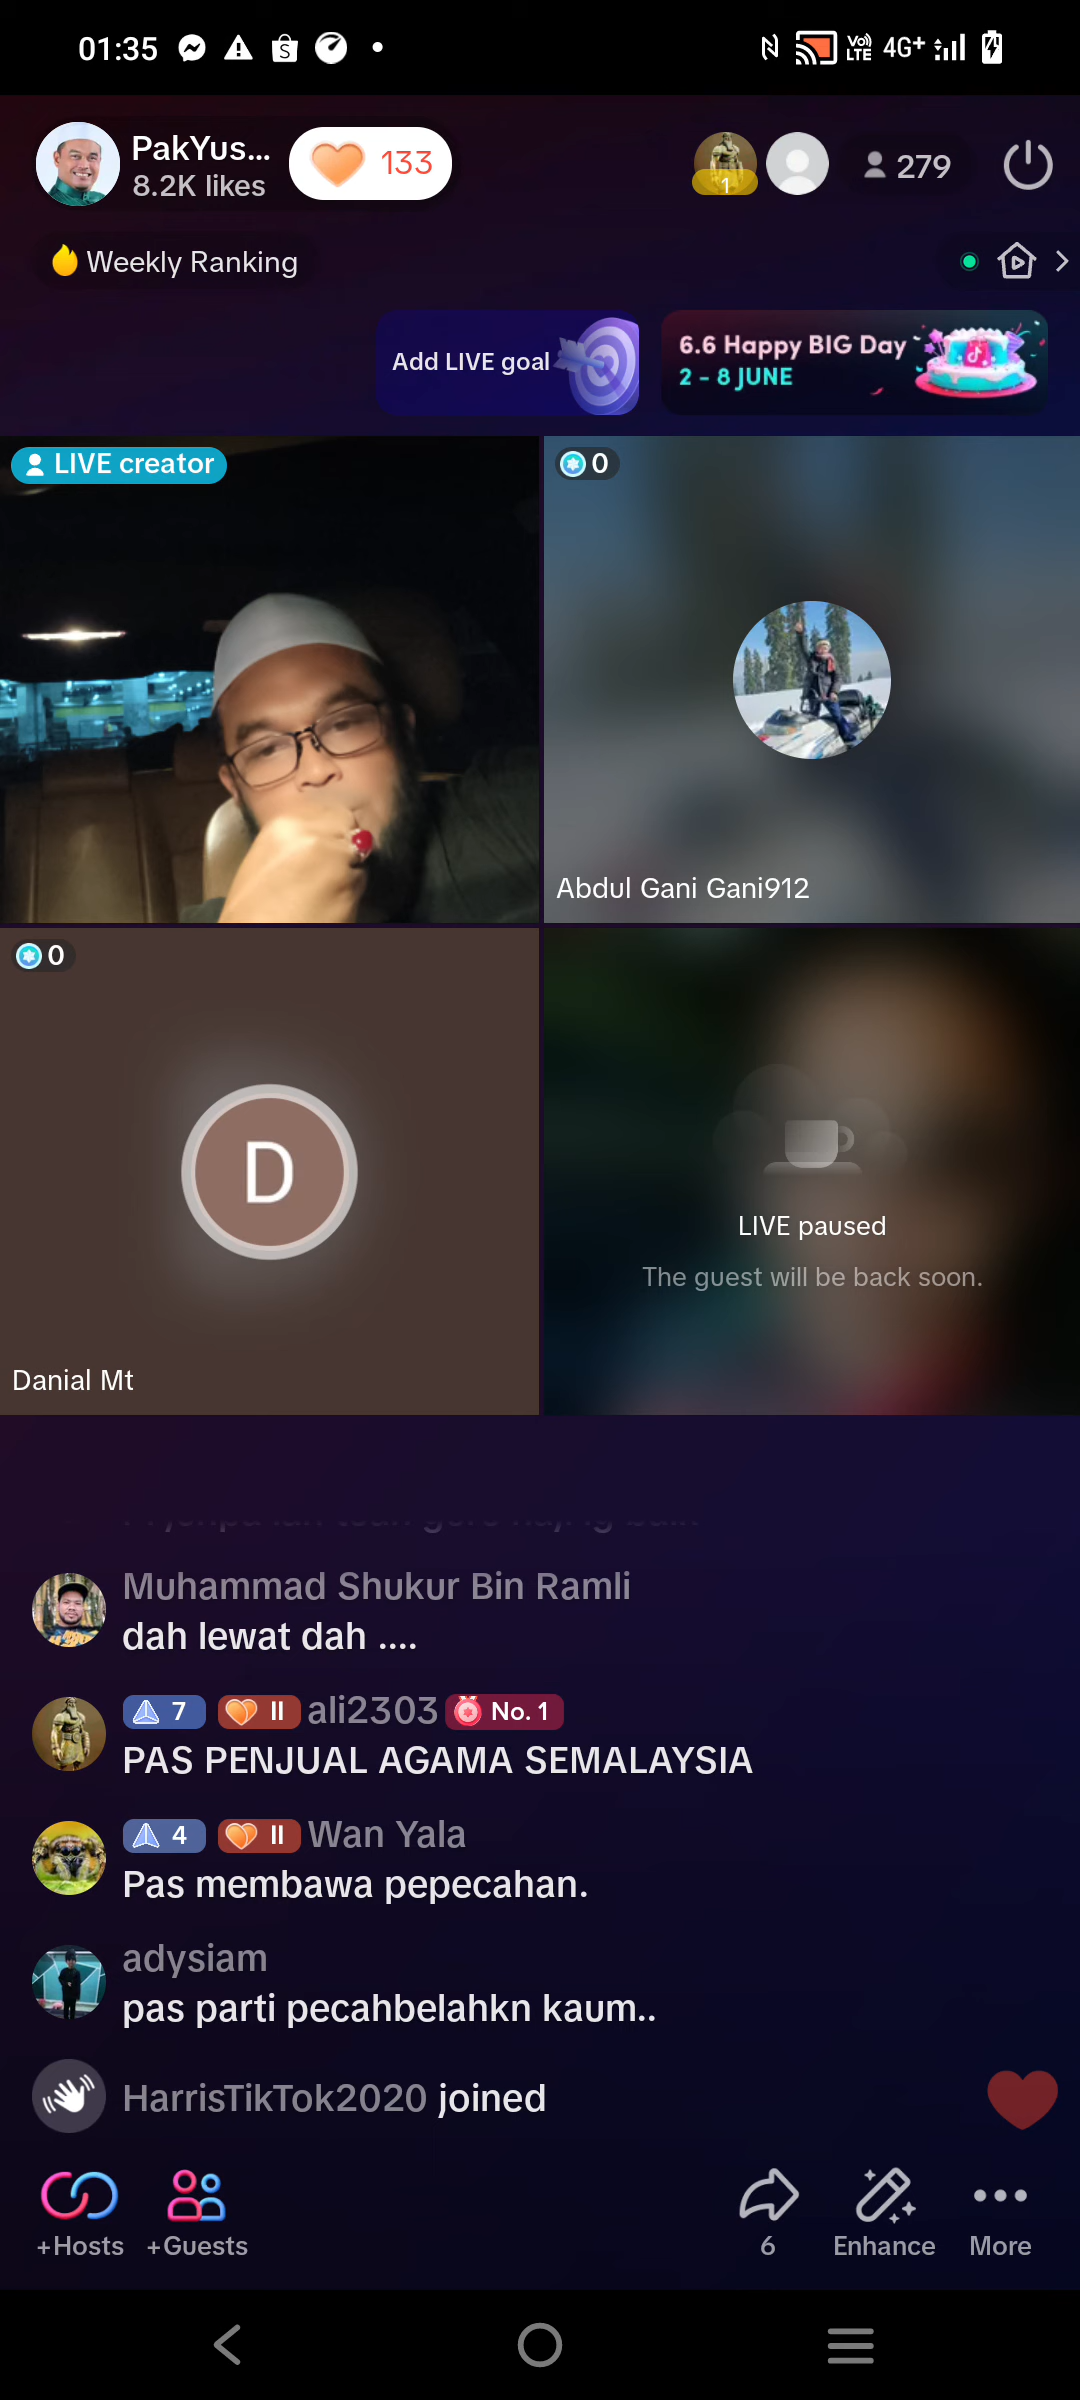 01:35
VoLTE 4G+
PakYus...
8.2K likes
133
1
279
Weekly Ranking
Add LIVE goal
6.6 Happy BIG Day
2 - 8 JUNE
LIVE creator
0
Abdul Gani Gani912
0
D
LIVE paused
The guest will be back soon.
Danial Mt
Muhammad Shukur Bin Ramli
dah lewat dah ....
7 II ali2303 No. 1
PAS PENJUAL AGAMA SEMALAYSIA
4 II Wan Yala
Pas membawa pepecahan.
adysiam
pas parti pecahbelahkn kaum..
HarrisTikTok2020 joined
+Hosts +Guests 6 Enhance More